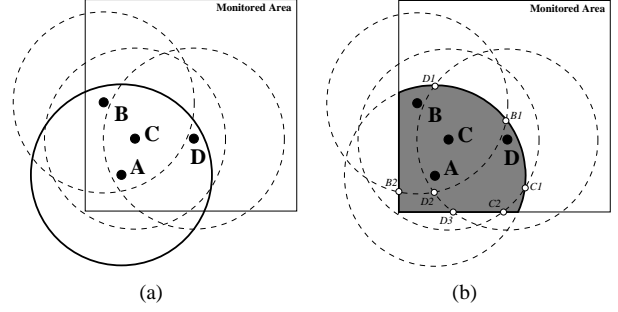 Monitored Area
B
C
D
A
(a)
Monitored Area
D1
B
B1
C
D
A
B2
C1
D2
C2
D3
(b)